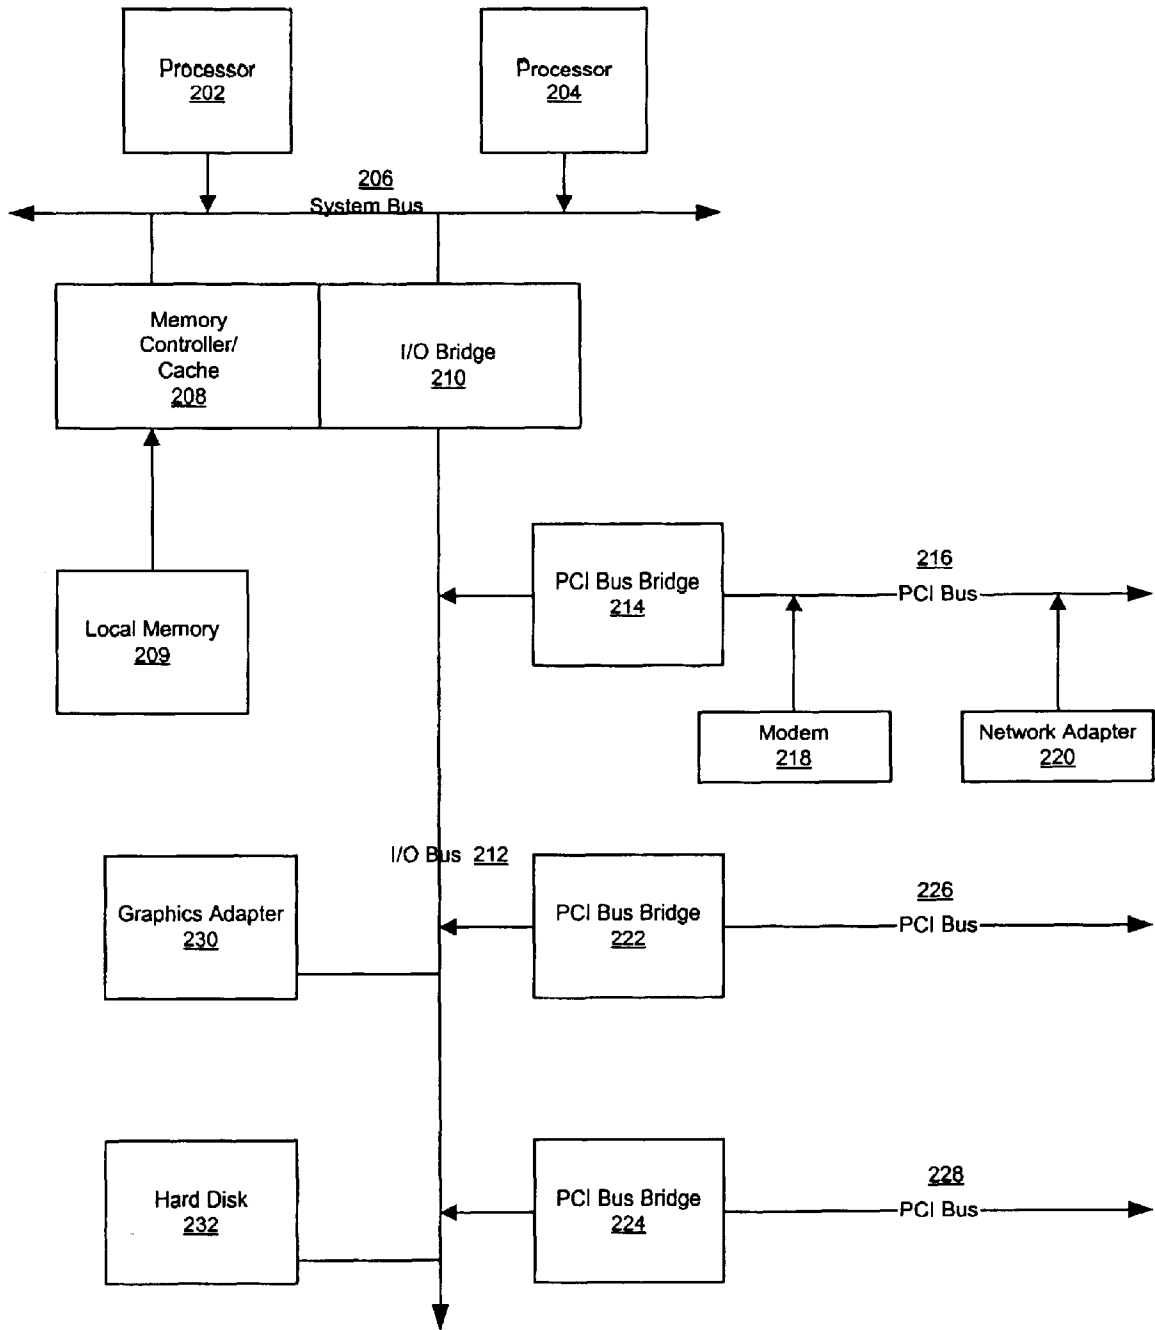 Processor
202
Processor
204
206
System Bus
Memory
Controller/
Cache
208
I/O Bridge
210
PCI Bus Bridge
214
216
PCI Bus
Local Memory
209
Modem
218
Network Adapter
220
I/O Bus 212
Graphics Adapter
230
PCI Bus Bridge
222
226
PCI Bus
Hard Disk
232
PCI Bus Bridge
224
228
PCI Bus